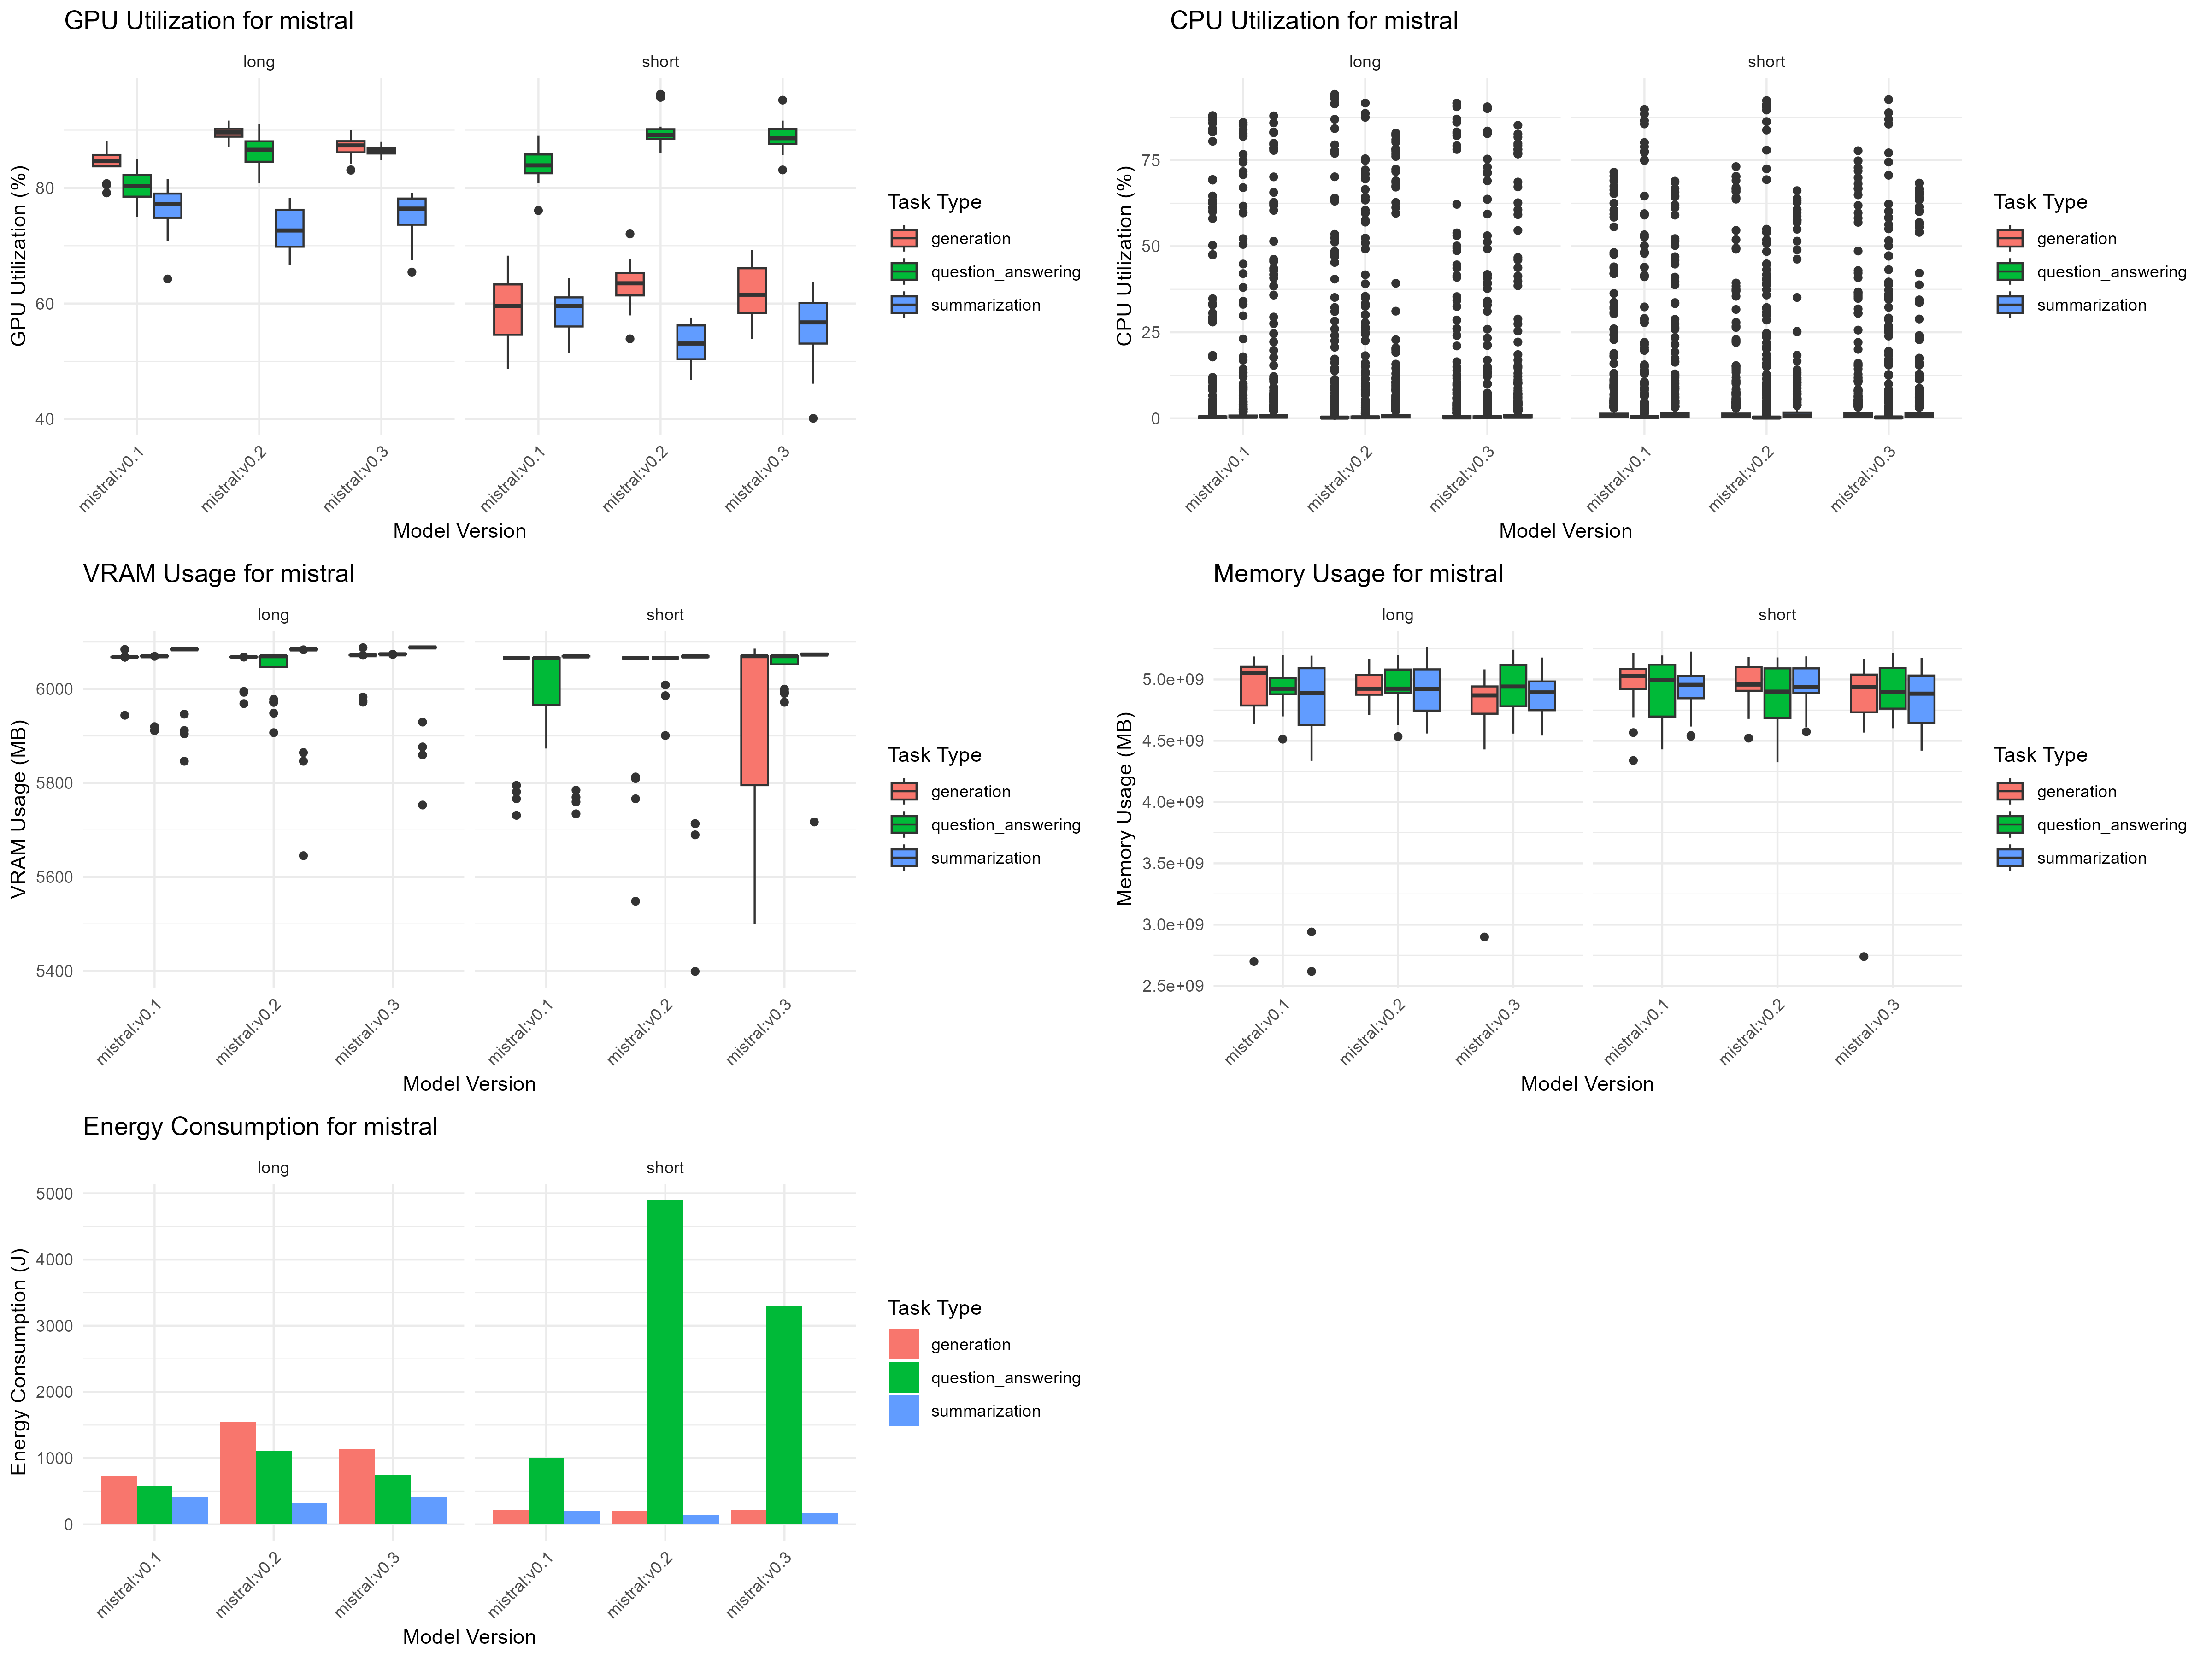 GPU Utilization for mistral
long
short
GPU Utilization (%)
80
60
40
mistral:v0.1
mistral:v0.2
mistral:v0.3
mistral:v0.1
mistral:v0.2
mistral:v0.3
Model Version
Task Type
generation
question_answering
summarization
CPU Utilization for mistral
long
short
CPU Utilization (%)
75
50
25
0
mistral:v0.1
mistral:v0.2
mistral:v0.3
mistral:v0.1
mistral:v0.2
mistral:v0.3
Model Version
Task Type
generation
question_answering
summarization
VRAM Usage for mistral
long
short
VRAM Usage (MB)
6000
5800
5600
5400
mistral:v0.1
mistral:v0.2
mistral:v0.3
mistral:v0.1
mistral:v0.2
mistral:v0.3
Model Version
Task Type
generation
question_answering
summarization
Memory Usage for mistral
long
short
Memory Usage (MB)
5.0e+09
4.5e+09
4.0e+09
3.5e+09
3.0e+09
2.5e+09
mistral:v0.1
mistral:v0.2
mistral:v0.3
mistral:v0.1
mistral:v0.2
mistral:v0.3
Model Version
Task Type
generation
question_answering
summarization
Energy Consumption for mistral
long
short
Energy Consumption (J)
5000
4000
3000
2000
1000
0
mistral:v0.1
mistral:v0.2
mistral:v0.3
mistral:v0.1
mistral:v0.2
mistral:v0.3
Model Version
Task Type
generation
question_answering
summarization